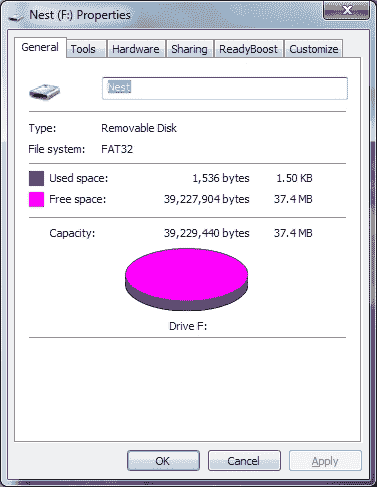 Nest (F:) Properties
General Tools Hardware Sharing ReadyBoost Customize
Nest
Type: Removable Disk
File system: FAT32
Used space: 1,536 bytes 1.50 KB
Free space: 39,227,904 bytes 37.4 MB
Capacity: 39,229,440 bytes 37.4 MB
Drive F:
OK Cancel Apply